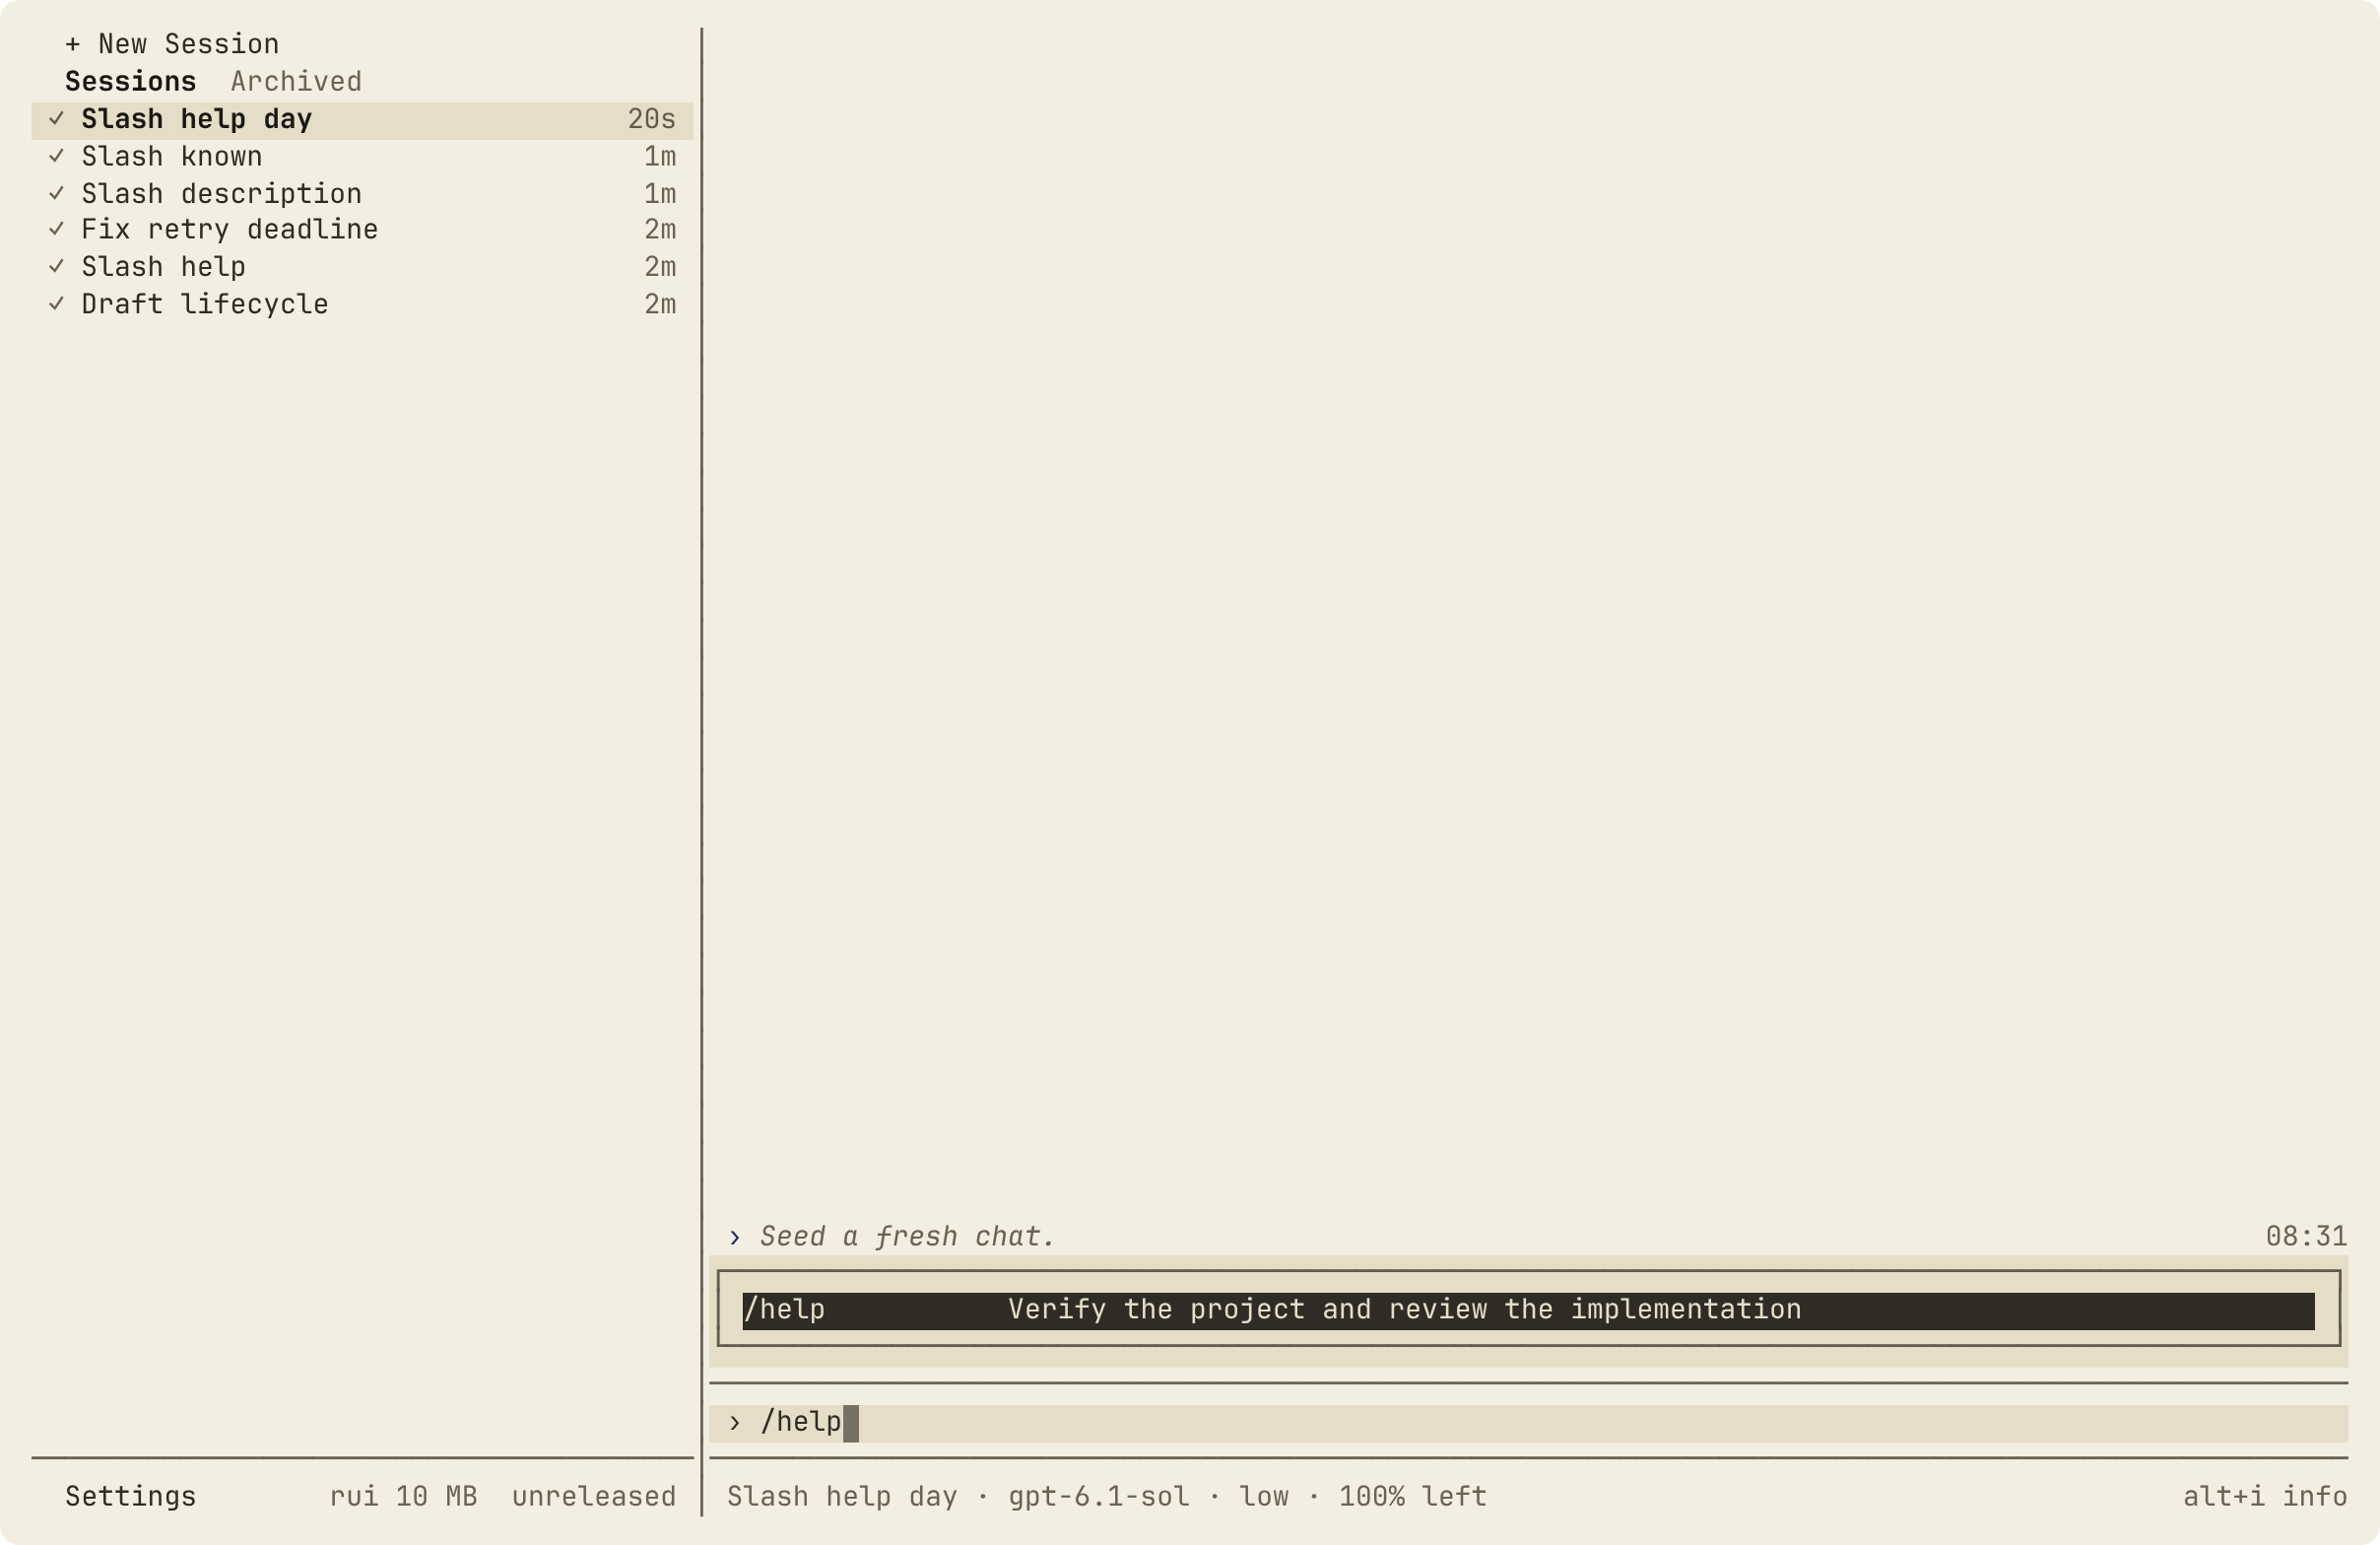 + New Session
Sessions  Archived
✓ Slash help day 20s
✓ Slash known 1m
✓ Slash description 1m
✓ Fix retry deadline 2m
✓ Slash help 2m
✓ Draft lifecycle 2m
Settings  rui 10 MB  unreleased
› Seed a fresh chat. 08:31
/help  Verify the project and review the implementation
› /help
Slash help day · gpt-6.1-sol · low · 100% left  alt+i info